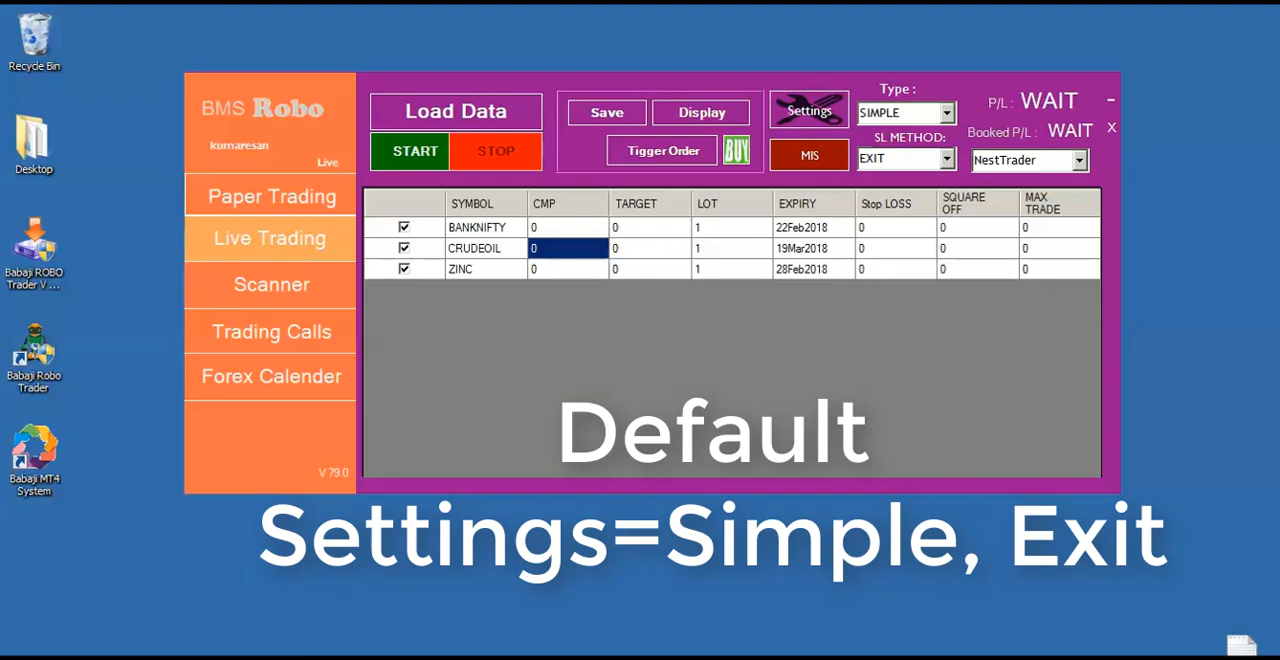 Recycle Bin
Desktop
Babaji ROBO
Trader V ...
Babaji Robo
Trader
Babaji MT4
System
BMS Robo
kumaresan
Live
Paper Trading
Live Trading
Scanner
Trading Calls
Forex Calender
V 79.0
Load Data
START STOP
Save Display
Tigger Order BUY
Settings
MIS
Type :
SIMPLE
SL METHOD:
EXIT
P/L : WAIT -
Booked P/L : WAIT X
NestTrader
SYMBOL CMP TARGET LOT EXPIRY Stop LOSS SQUARE OFF MAX TRADE
BANKNIFTY 0 0 1 22Feb2018 0 0 0
CRUDEOIL 0 0 1 19Mar2018 0 0 0
ZINC 0 0 1 28Feb2018 0 0 0
Default
Settings=Simple, Exit